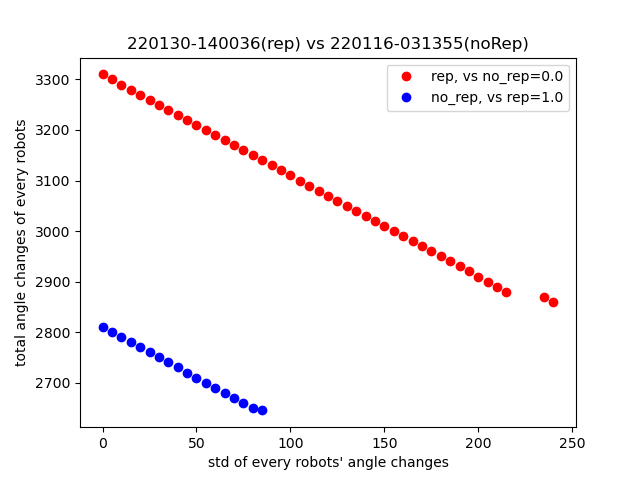 220130-140036(rep) vs 220116-031355(noRep)
rep, vs no_rep=0.0
no_rep, vs rep=1.0
total angle changes of every robots
3300
3200
3100
3000
2900
2800
2700
0 50 100 150 200 250
std of every robots' angle changes